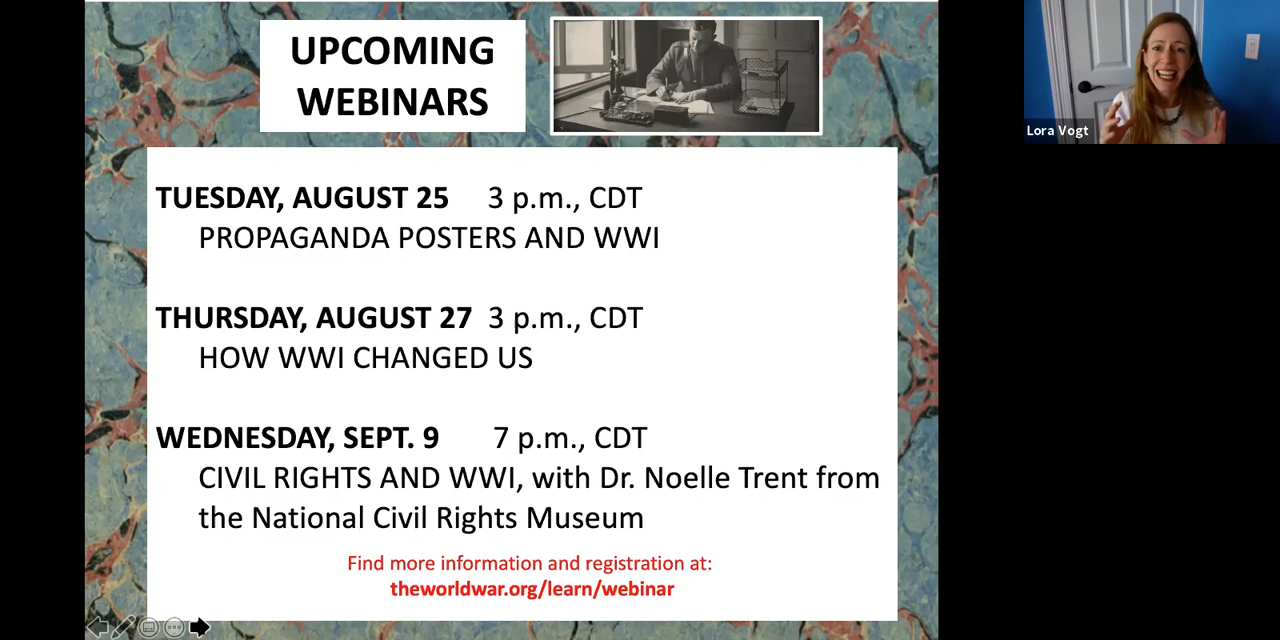 UPCOMING
WEBINARS
Lora Vogt
TUESDAY, AUGUST 25 3 p.m., CDT
PROPAGANDA POSTERS AND WWI
THURSDAY, AUGUST 27 3 p.m., CDT
HOW WWI CHANGED US
WEDNESDAY, SEPT. 9 7 p.m., CDT
CIVIL RIGHTS AND WWI, with Dr. Noelle Trent from
the National Civil Rights Museum
Find more information and registration at:
theworldwar.org/learn/webinar